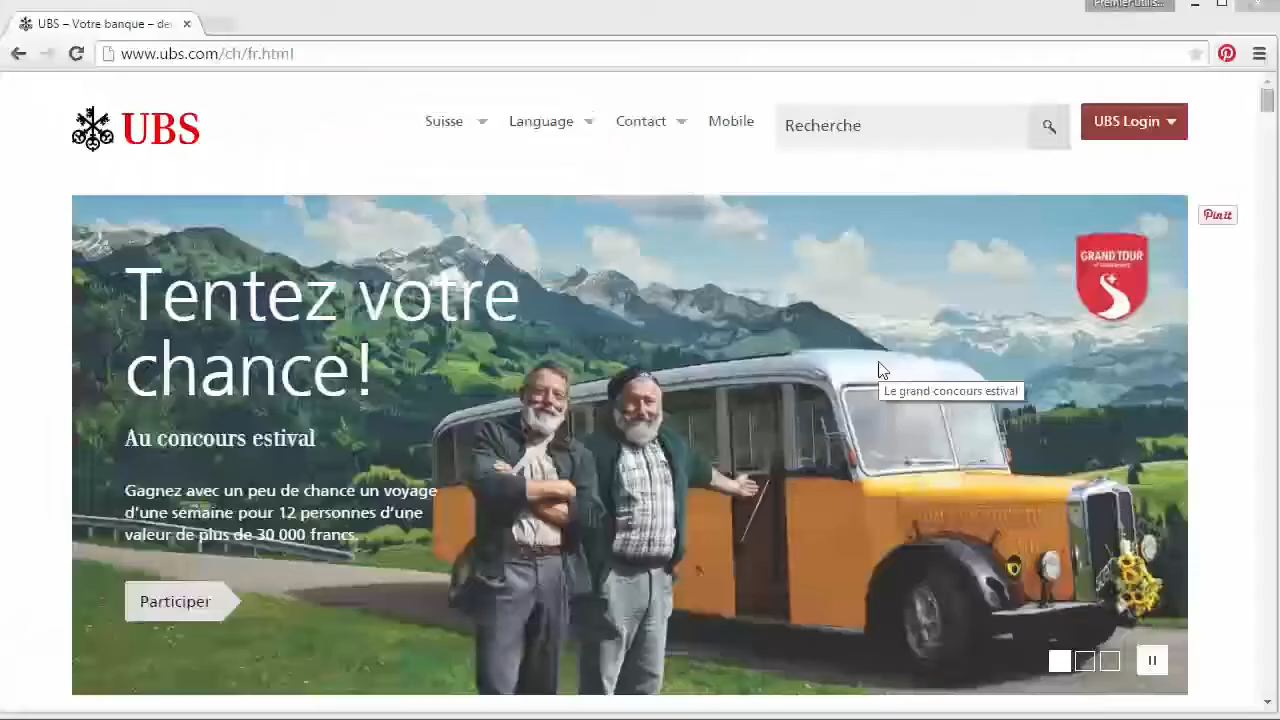 Premier utilis...
UBS – Votre banque – de
www.ubs.com/ch/fr.html
UBS
Suisse
Language
Contact
Mobile
Recherche
UBS Login
Pinit
GRAND TOUR
Tentez votre
chance!
Le grand concours estival
Au concours estival
Gagnez avec un peu de chance un voyage
d'une semaine pour 12 personnes d'une
valeur de plus de 30 000 francs.
Participer